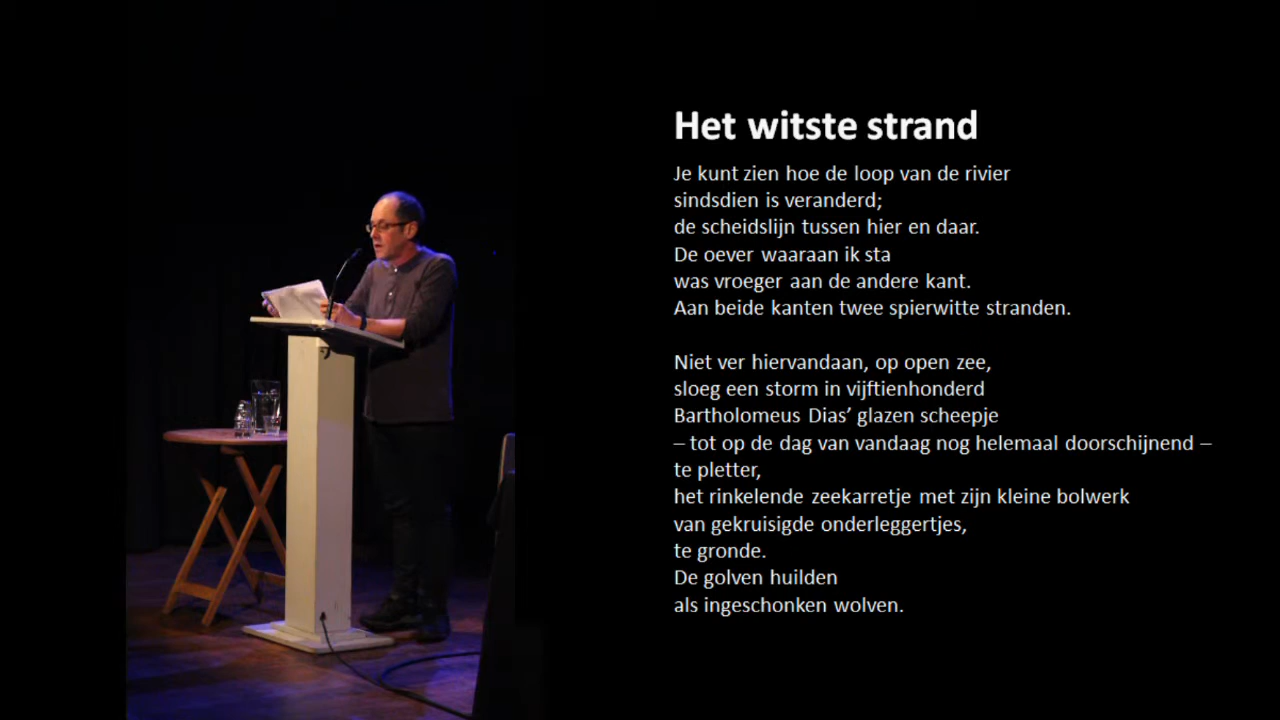 Het witste strand
Je kunt zien hoe de loop van de rivier
sindsdien is veranderd;
de scheidslijn tussen hier en daar.
De oever waaraan ik sta
was vroeger aan de andere kant.
Aan beide kanten twee spierwitte stranden.
Niet ver hiervandaan, op open zee,
sloeg een storm in vijftienhonderd
Bartholomeus Dias’ glazen scheepje
– tot op de dag van vandaag nog helemaal doorschijnend –
te pletter,
het rinkelende zeekarretje met zijn kleine bolwerk
van gekruisigde onderleggertjes,
te gronde.
De golven huilden
als ingeschonken wolven.